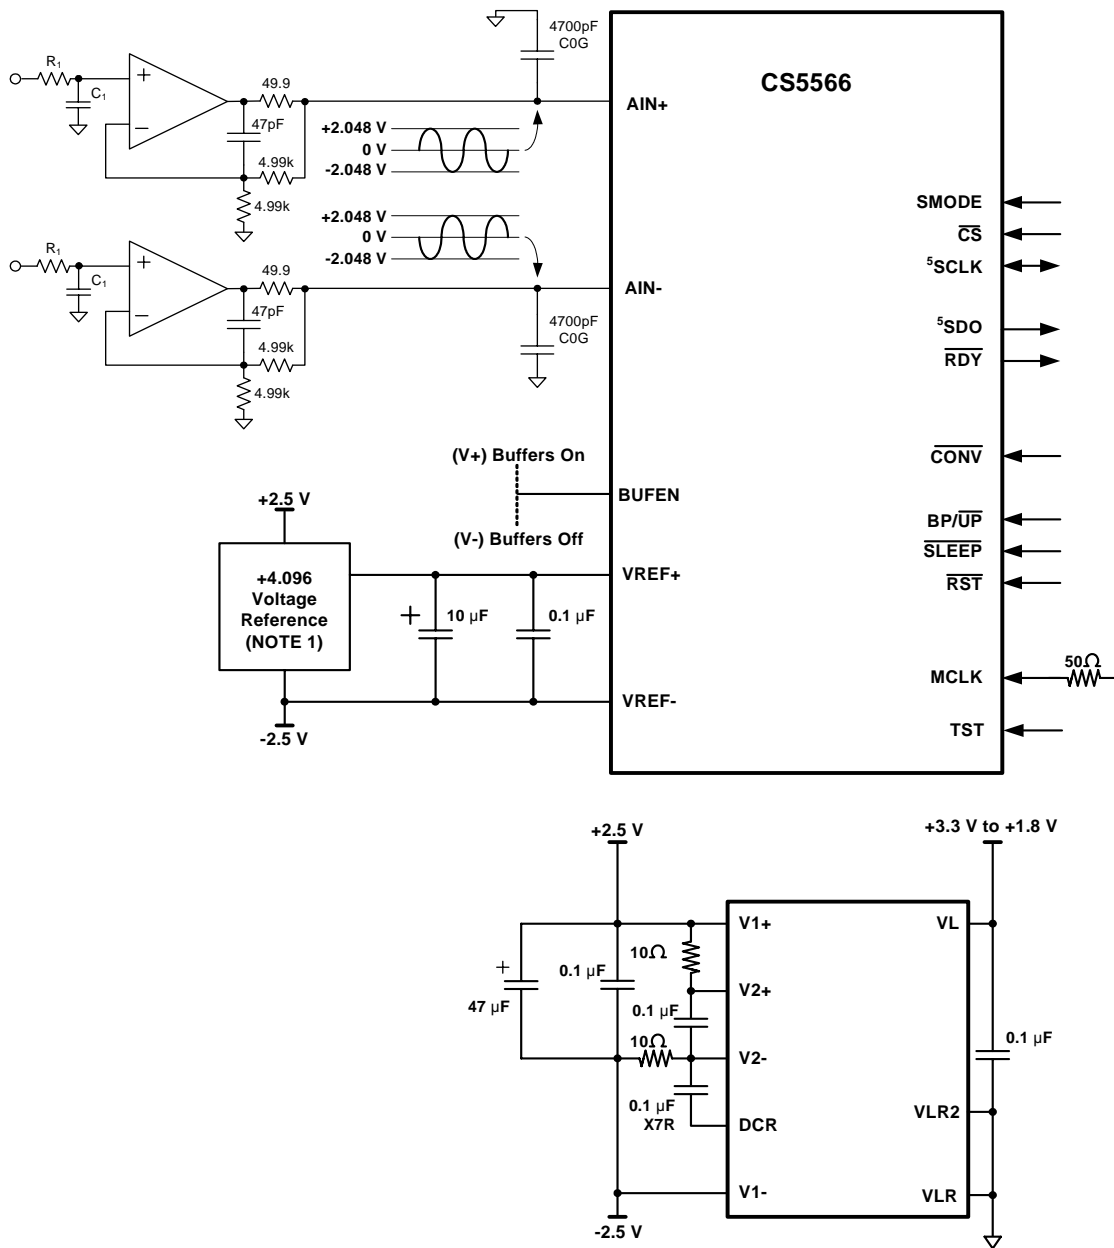 4700pF
C0G
R1
C1
49.9
47pF
4.99k
4.99k
+2.048 V
0 V
-2.048 V
AIN+
CS5566
R1
C1
49.9
47pF
4.99k
4.99k
+2.048 V
0 V
-2.048 V
AIN-
4700pF
C0G
SMODE
CS
5SCLK
5SDO
RDY
CONV
BP/UP
SLEEP
RST
MCLK
50Ω
TST
(V+) Buffers On
BUFEN
(V-) Buffers Off
+2.5 V
+4.096
Voltage
Reference
(NOTE 1)
-2.5 V
+
10 µF
0.1 µF
VREF+
VREF-
+2.5 V
+3.3 V to +1.8 V
+
47 µF
0.1 µF
10Ω
0.1 µF
10Ω
0.1 µF
X7R
V1+
V2+
V2-
DCR
V1-
-2.5 V
VL
0.1 µF
VLR2
VLR